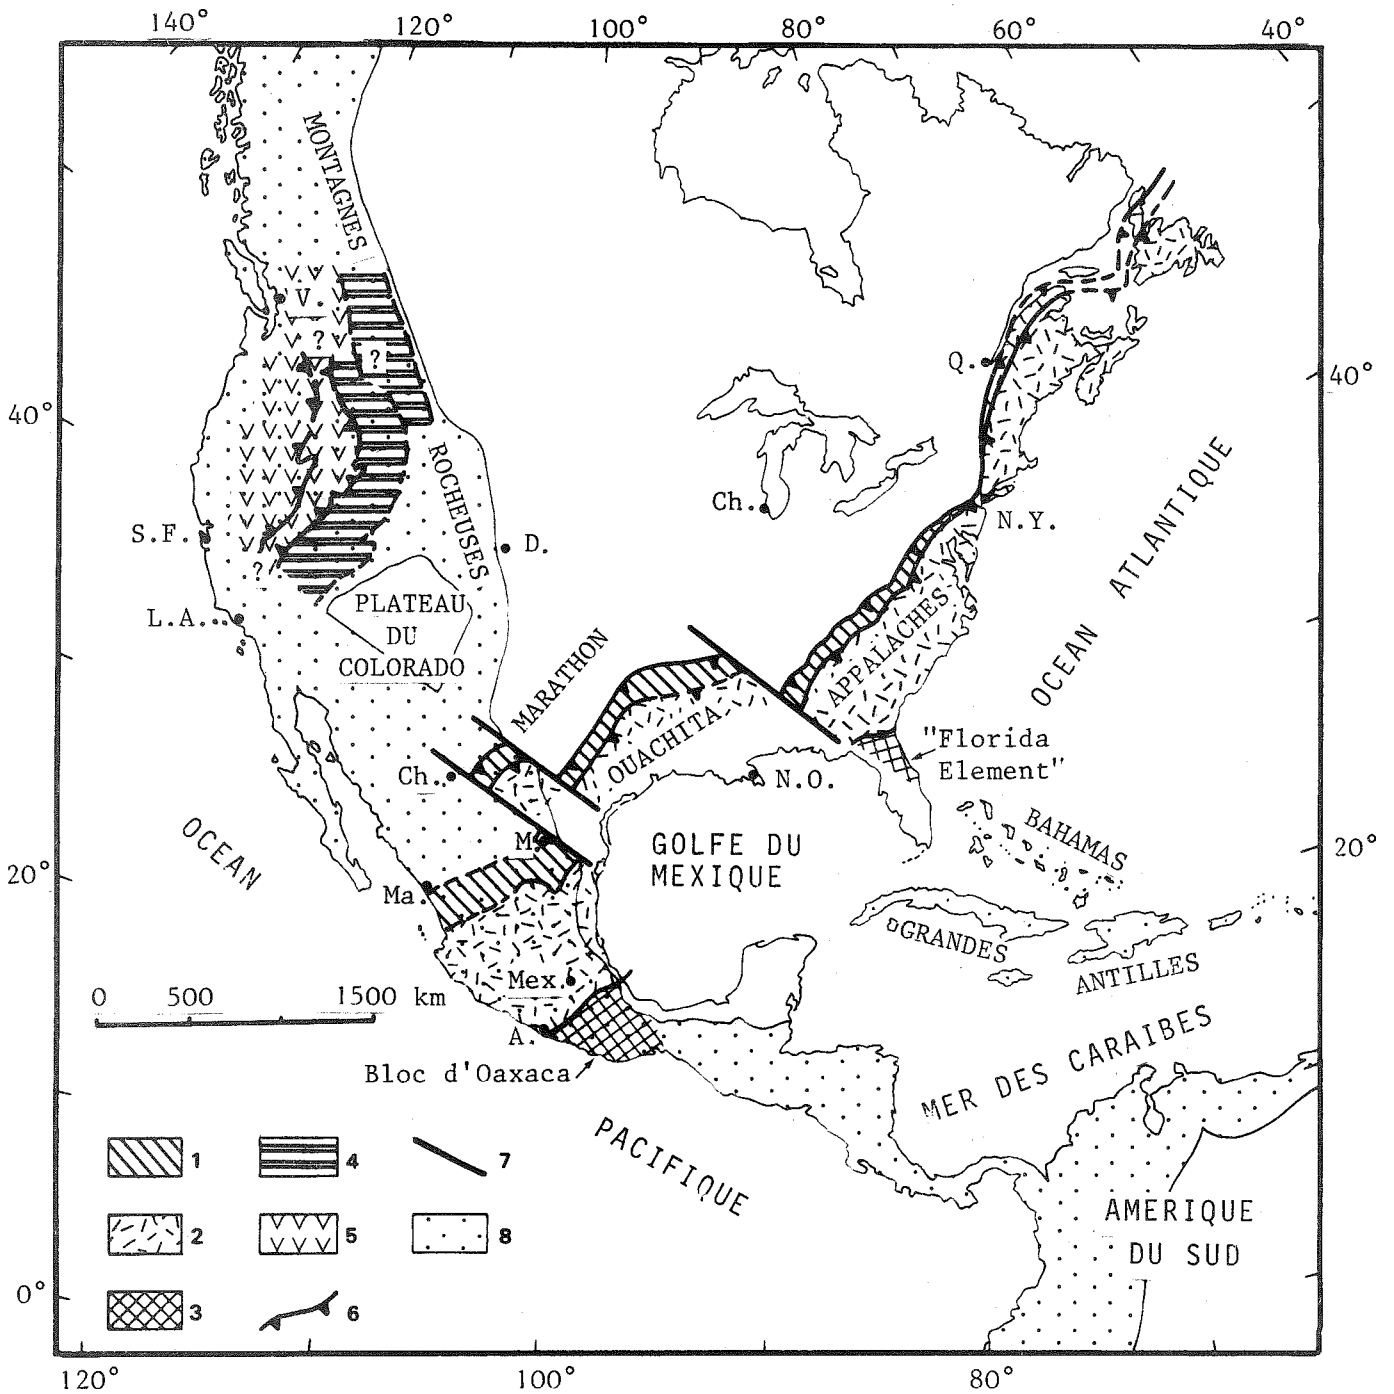 140°
120°
100°
80°
60°
40°
MONTAGNES
V.
?
?
Q.
40°
40°
ROCHEUSES
Ch.
S.F.
D.
N.Y.
?
OCEAN ATLANTIQUE
L.A.
PLATEAU
DU
COLORADO
MARATHON
APPALACHES
OUACHITA
"Florida
Element"
Ch.
N.O.
OCEAN
M.
GOLFE DU
MEXIQUE
BAHAMAS
20°
20°
Ma.
GRANDES
ANTILLES
Mex.
0 500 1500 km
A.
Bloc d'Oaxaca
MER DES CARAIBES
PACIFIQUE
1
4
7
AMERIQUE
DU SUD
2
5
8
0°
3
6
120°
100°
80°